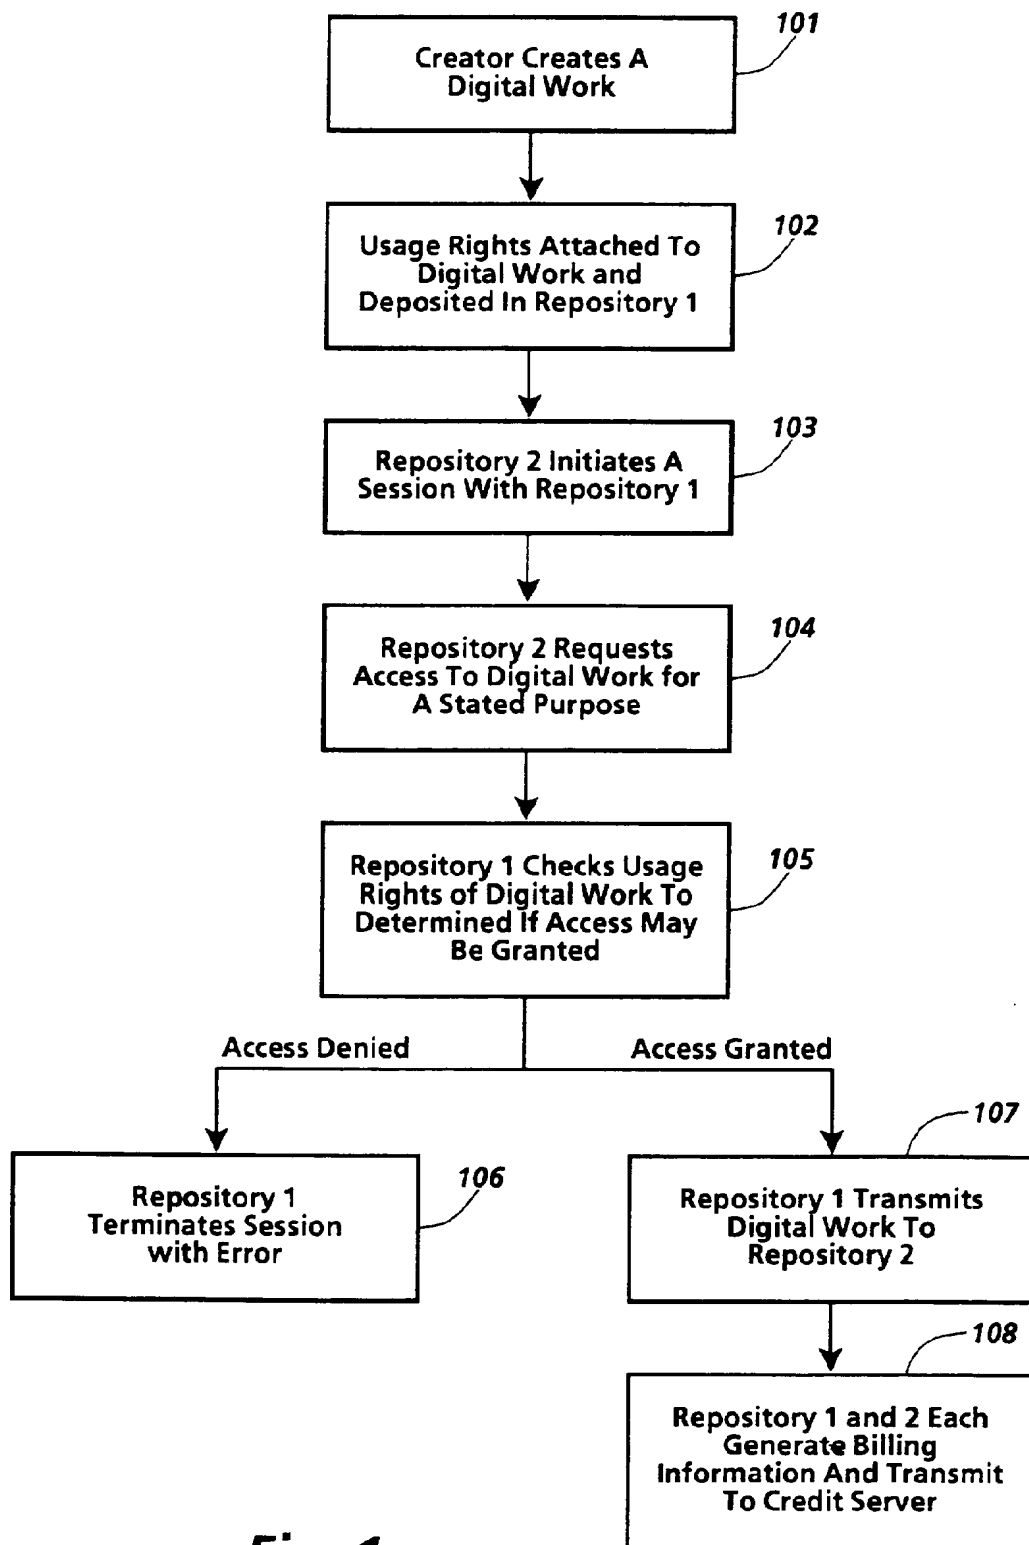 101
Creator Creates A
Digital Work
102
Usage Rights Attached To
Digital Work and
Deposited In Repository 1
103
Repository 2 Initiates A
Session With Repository 1
104
Repository 2 Requests
Access To Digital Work for
A Stated Purpose
105
Repository 1 Checks Usage
Rights of Digital Work To
Determined If Access May
Be Granted
Access Denied
Access Granted
106
Repository 1
Terminates Session
with Error
107
Repository 1 Transmits
Digital Work To
Repository 2
108
Repository 1 and 2 Each
Generate Billing
Information And Transmit
To Credit Server